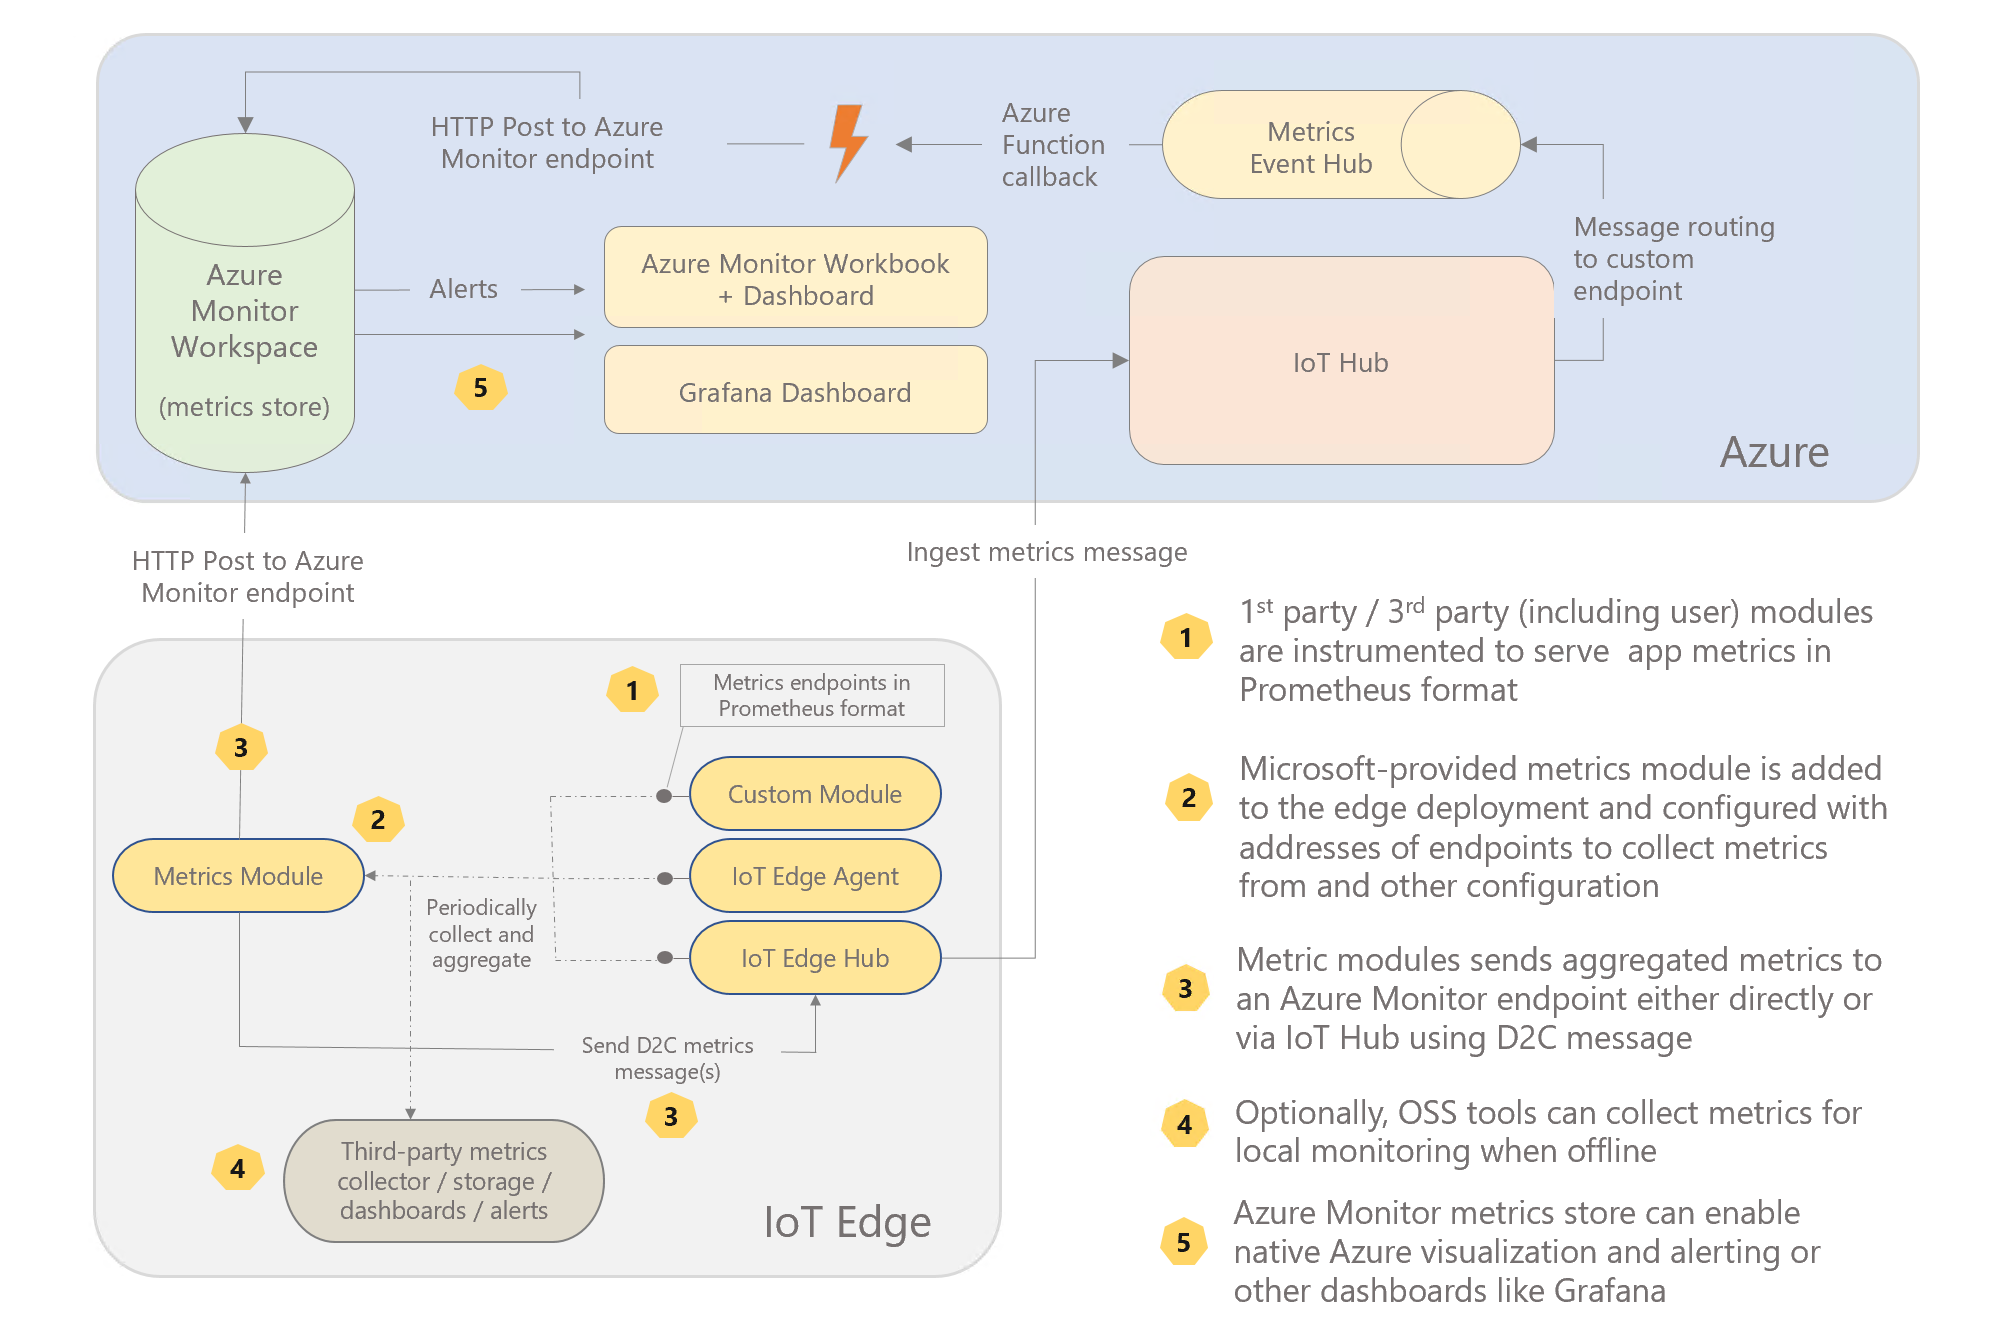 HTTP Post to Azure
Monitor endpoint
Azure
Function
callback
Metrics
Event Hub
Message routing
to custom
endpoint
Azure
Monitor
Workspace
(metrics store)
Alerts
5
Azure Monitor Workbook
+ Dashboard
Grafana Dashboard
IoT Hub
Azure
HTTP Post to Azure
Monitor endpoint
Ingest metrics message
3
1
Metrics endpoints in
Prometheus format
2
Custom Module
Metrics Module
IoT Edge Agent
Periodically
collect and
aggregate
IoT Edge Hub
Send D2C metrics
message(s)
3
4
Third-party metrics
collector / storage /
dashboards / alerts
IoT Edge
1
1st party / 3rd party (including user) modules
are instrumented to serve  app metrics in
Prometheus format
2
Microsoft-provided metrics module is added
to the edge deployment and configured with
addresses of endpoints to collect metrics
from and other configuration
3
Metric modules sends aggregated metrics to
an Azure Monitor endpoint either directly or
via IoT Hub using D2C message
4
Optionally, OSS tools can collect metrics for
local monitoring when offline
5
Azure Monitor metrics store can enable
native Azure visualization and alerting or
other dashboards like Grafana